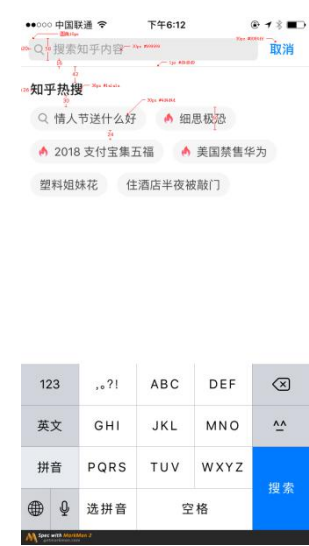 中国联通 下午6:12
搜索知乎内容 取消
知乎热搜
情人节送什么好 细思极恐
2018 支付宝集五福 美国禁售华为
塑料姐妹花 住酒店半夜被敲门
123 ,。?! ABC DEF
英文 GHI JKL MNO ^^
拼音 PQRS TUV WXYZ
搜索
选拼音 空格
Spec with MarkMan 2